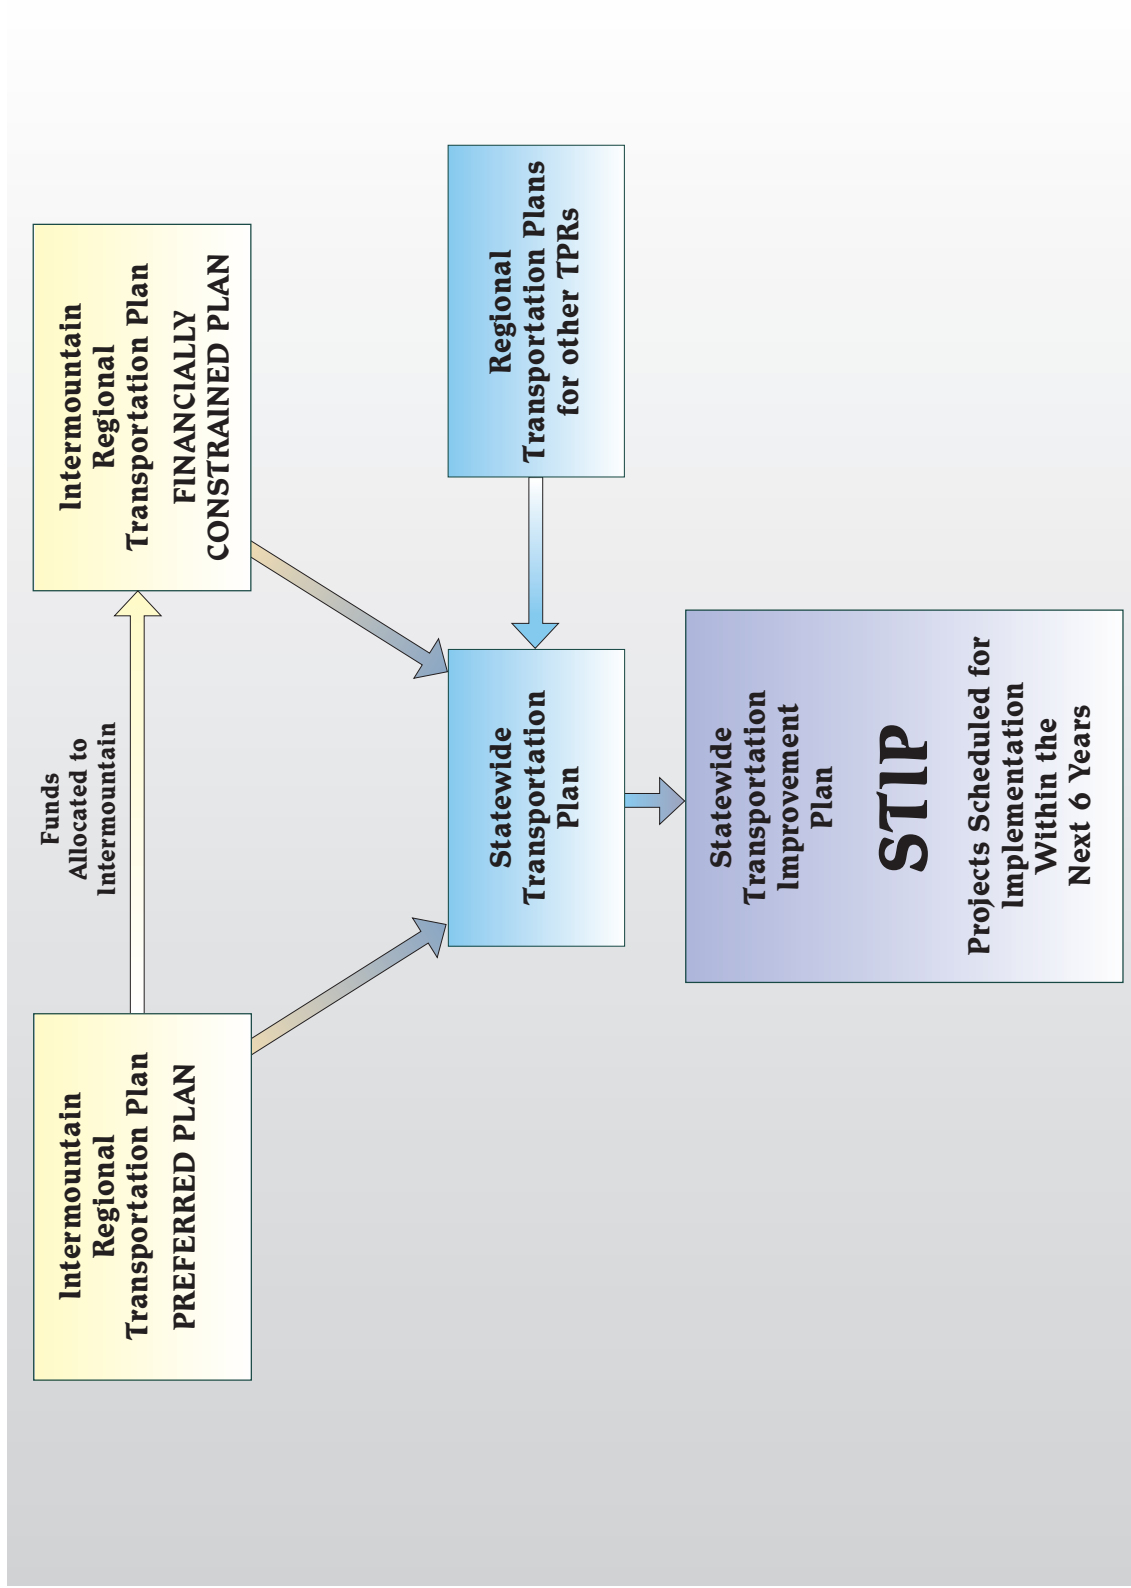 Intermountain
Regional
Transportation Plan
PREFERRED PLAN
Funds
Allocated to
Intermountain
Intermountain
Regional
Transportation Plan
FINANCIALLY
CONSTRAINED PLAN
Statewide
Transportation
Plan
Regional
Transportation Plans
for other TPRs
Statewide
Transportation
Improvement
Plan
STIP
Projects Scheduled for
Implementation
Within the
Next 6 Years